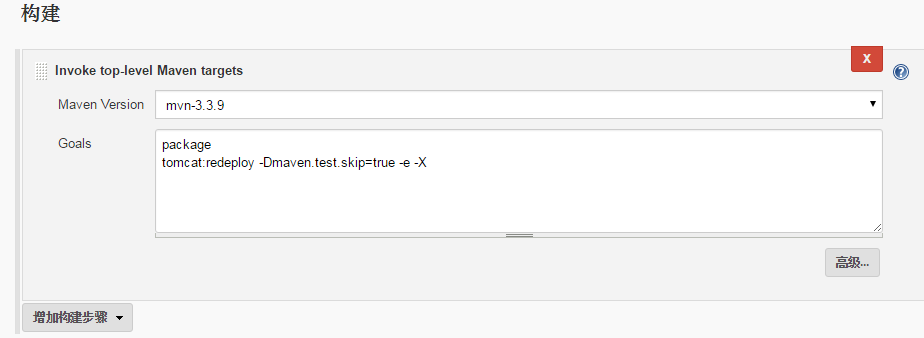 构建
Invoke top-level Maven targets
X
Maven Version
mvn-3.3.9
Goals
package
tomcat:redeploy -Dmaven.test.skip=true -e -X
高级...
增加构建步骤